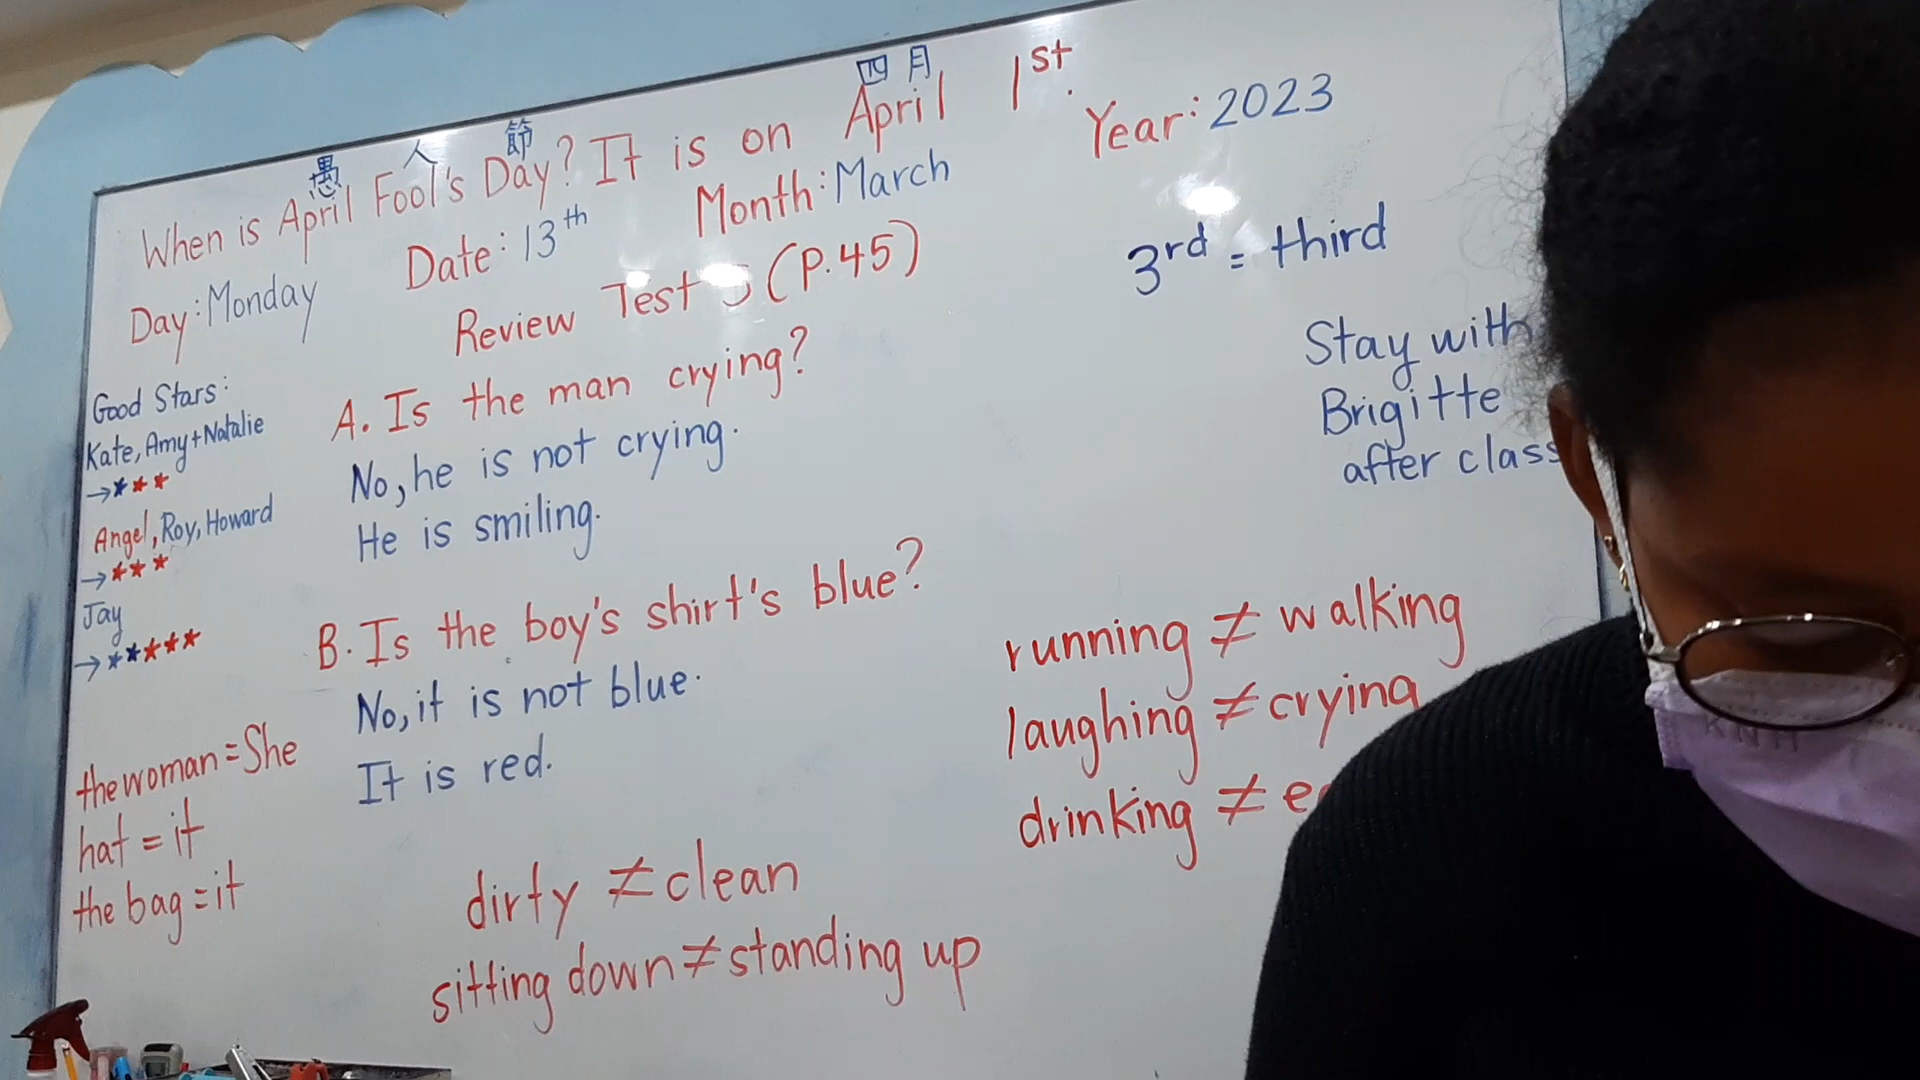 四月
愚人節
When is April Fool's Day? It is on April 1st.
Day: Monday Date: 13th Month: March Year: 2023
Review Test 5 (P.45)
3rd = third
Stay with
Brigitte
after class
Good Stars:
Kate, Amy+Natalie
→★★★
Angel, Roy, Howard
→★★★
Jay
→★★★★★
the woman = She
hat = it
the bag = it
A. Is the man crying?
No, he is not crying.
He is smiling.
B. Is the boy's shirt's blue?
No, it is not blue.
It is red.
dirty ≠ clean
sitting down ≠ standing up
running ≠ walking
laughing ≠ crying
drinking ≠